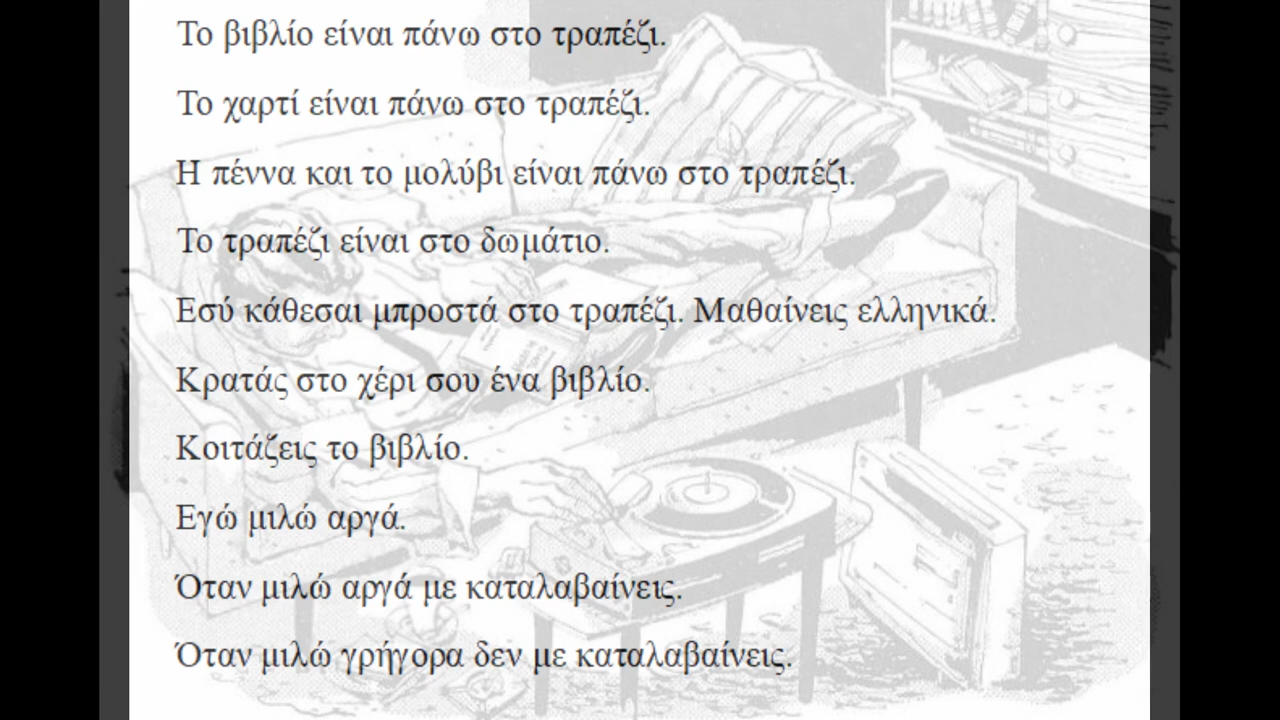 Το βιβλίο είναι πάνω στο τραπέζι.
Το χαρτί είναι πάνω στο τραπέζι.
Η πέννα και το μολύβι είναι πάνω στο τραπέζι.
Το τραπέζι είναι στο δωμάτιο.
Εσύ κάθεσαι μπροστά στο τραπέζι. Μαθαίνεις ελληνικά.
Κρατάς στο χέρι σου ένα βιβλίο.
Κοιτάζεις το βιβλίο.
Εγώ μιλώ αργά.
Όταν μιλώ αργά με καταλαβαίνεις.
Όταν μιλώ γρήγορα δεν με καταλαβαίνεις.